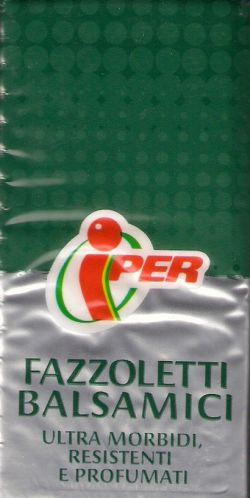 iPER
FAZZOLETTI
BALSAMICI
ULTRA MORBIDI,
RESISTENTI
E PROFUMATI